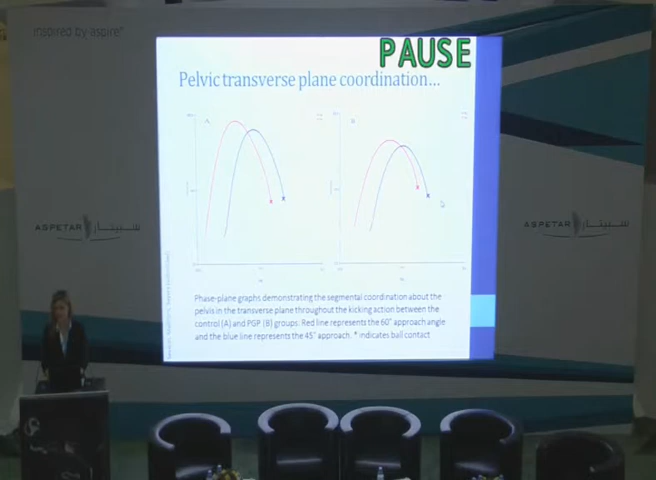 inspired by aspire
PAUSE
Pelvic transverse plane coordination...
A
B
ASPETAR سبيتار
ASPETAR سبيتار
Phase-plane graphs demonstrating the segmental coordination about the
pelvis in the transverse plane throughout the kicking action between the
control (A) and PGP (B) groups: Red line represents the 60° approach angle
and the blue line represents the 45° approach. * indicates ball contact